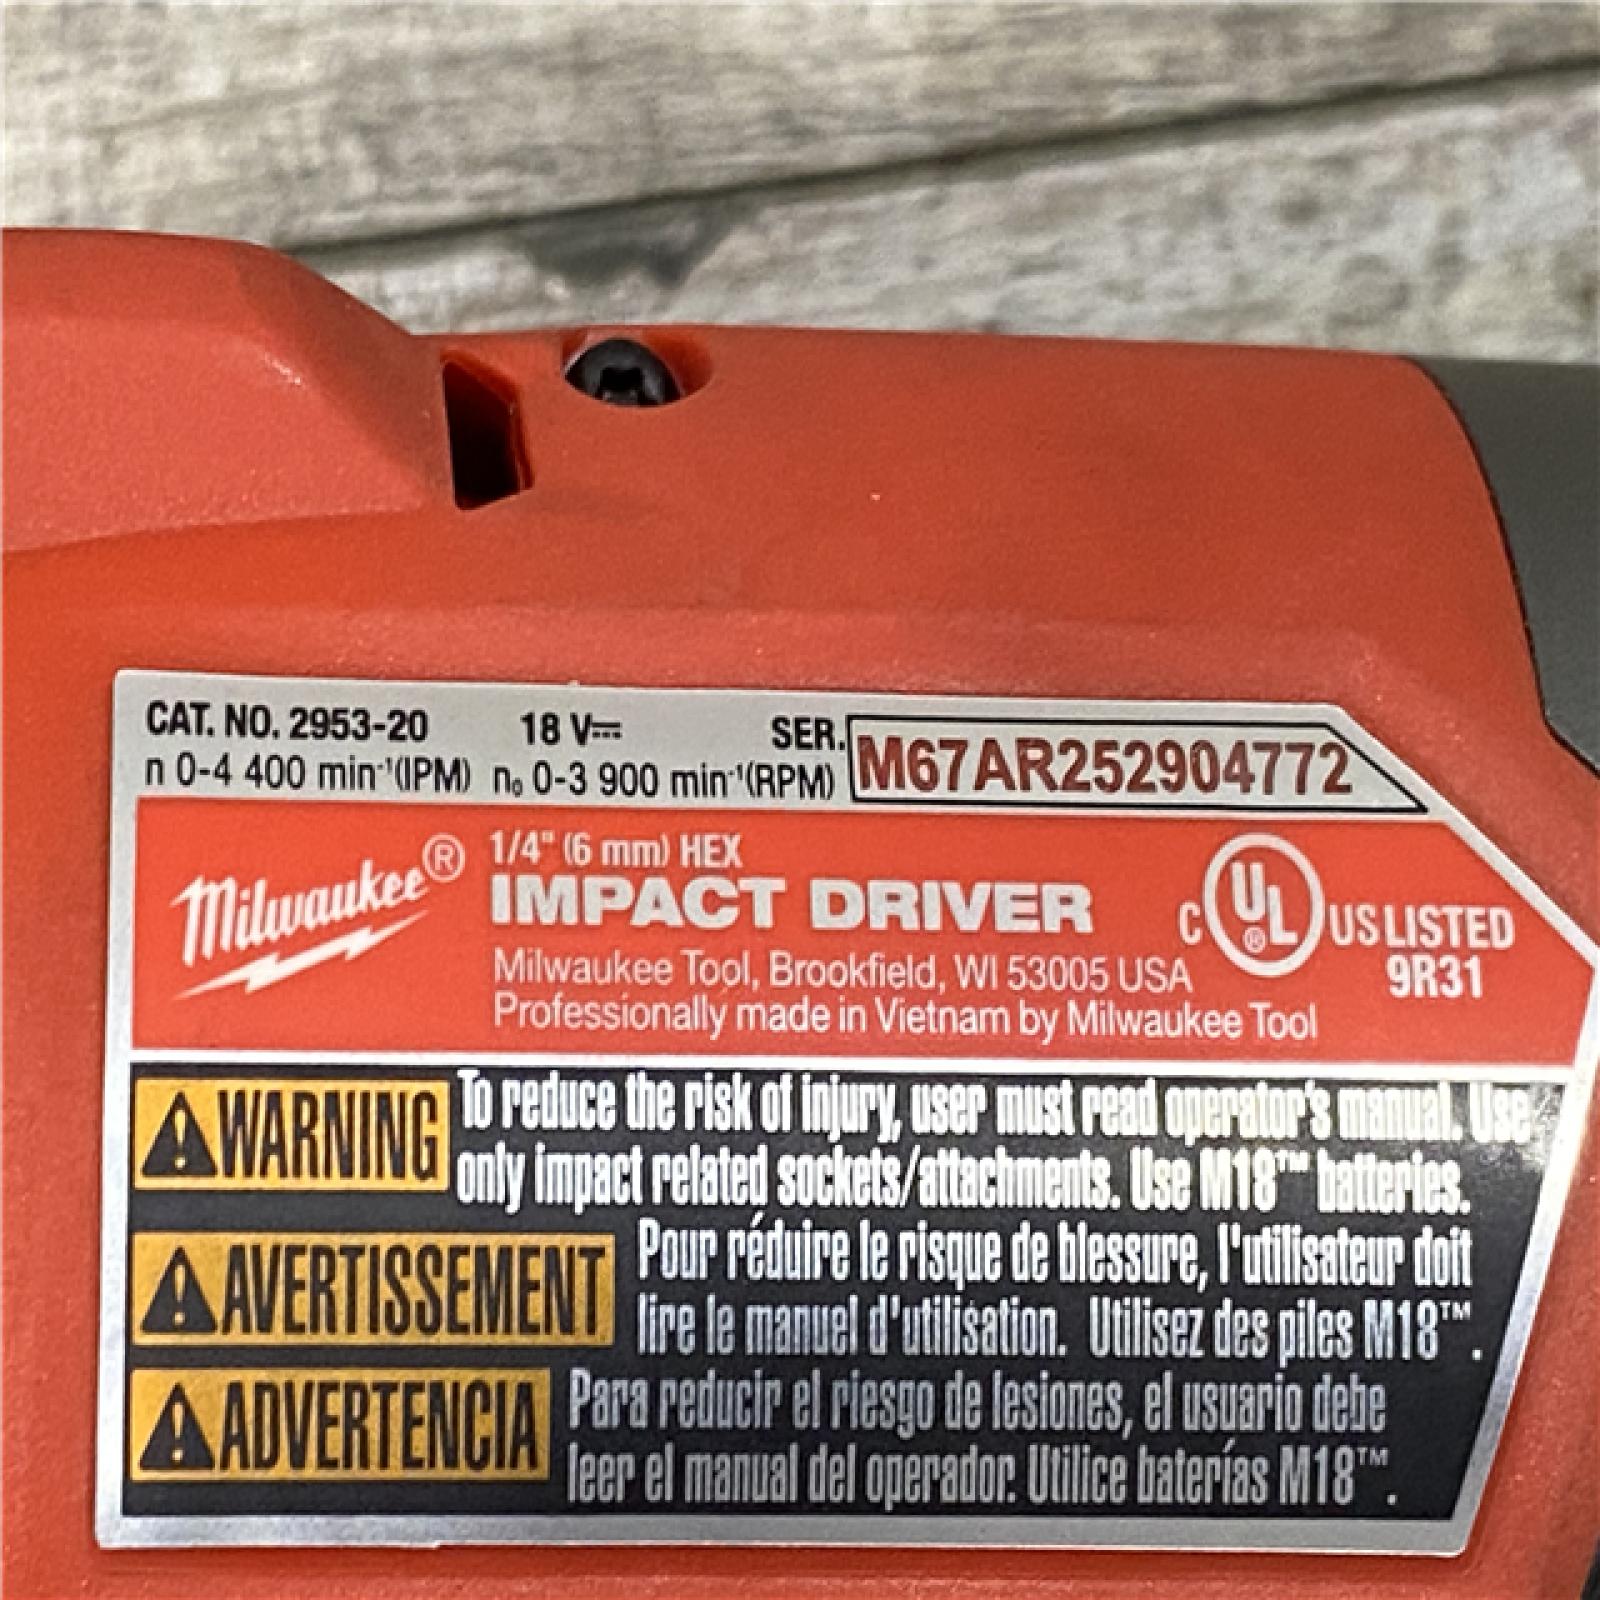 CAT. NO. 2953-20 18 V⎓ SER. M67AR252904772
n 0-4 400 min⁻¹(IPM) n₀ 0-3 900 min⁻¹(RPM)
Milwaukee®
1/4" (6 mm) HEX
IMPACT DRIVER
Milwaukee Tool, Brookfield, WI 53005 USA
Professionally made in Vietnam by Milwaukee Tool
C UL® US LISTED
9R31
WARNING To reduce the risk of injury, user must read operator's manual. Use
only impact related sockets/attachments. Use M18™ batteries.
AVERTISSEMENT Pour réduire le risque de blessure, l'utilisateur doit
lire le manuel d'utilisation. Utilisez des piles M18™.
ADVERTENCIA Para reducir el riesgo de lesiones, el usuario debe
leer el manual del operador. Utilice baterías M18™.